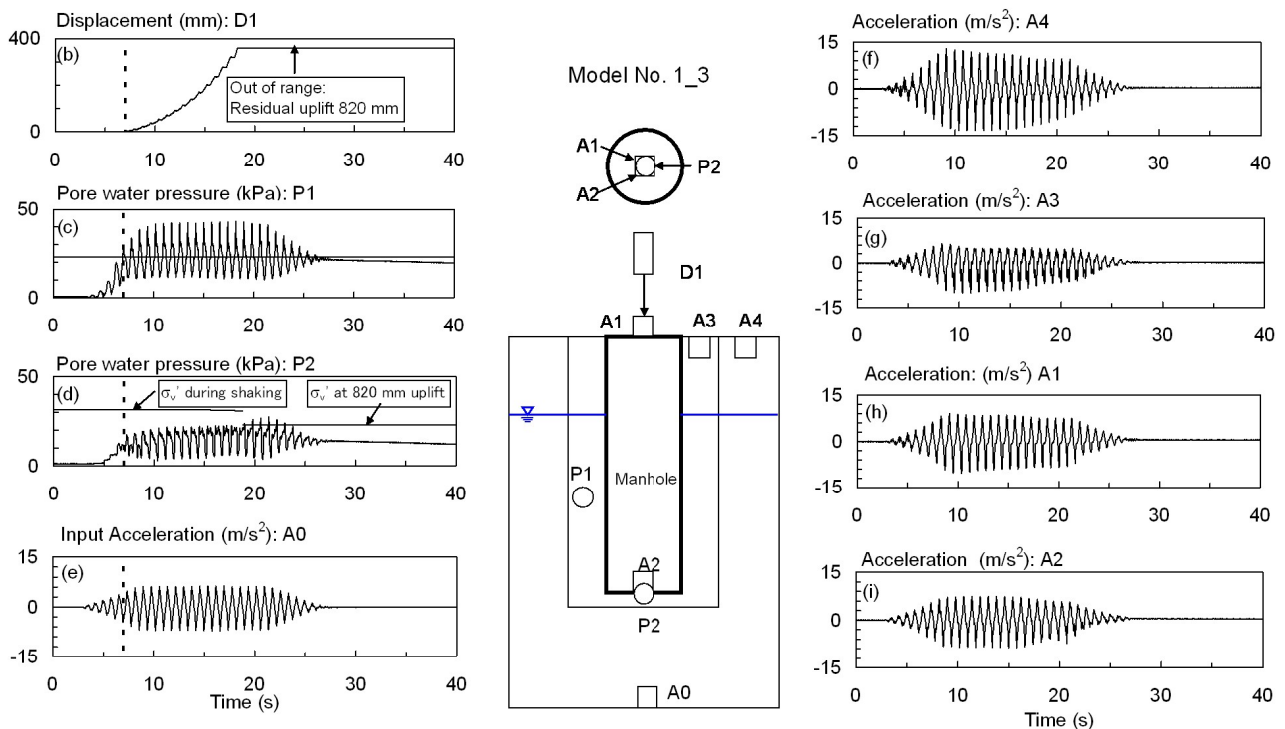 Displacement (mm): D1
400
(b)
Out of range:
Residual uplift 820 mm
0
0 10 20 30 40
Pore water pressure (kPa): P1
50
(c)
0
0 10 20 30 40
Pore water pressure (kPa): P2
50
(d)
σv' during shaking
σv' at 820 mm uplift
0
0 10 20 30 40
Input Acceleration (m/s2): A0
15
(e)
0
-15
0 10 20 30 40
Time (s)
Model No. 1_3
A1
P2
A2
D1
A1
A3
A4
P1
Manhole
A2
P2
A0
Acceleration (m/s2): A4
15
(f)
0
-15
0 10 20 30 40
Acceleration (m/s2): A3
15
(g)
0
-15
0 10 20 30 40
Acceleration: (m/s2) A1
15
(h)
0
-15
0 10 20 30 40
Acceleration (m/s2): A2
15
(i)
0
-15
0 10 20 30 40
Time (s)